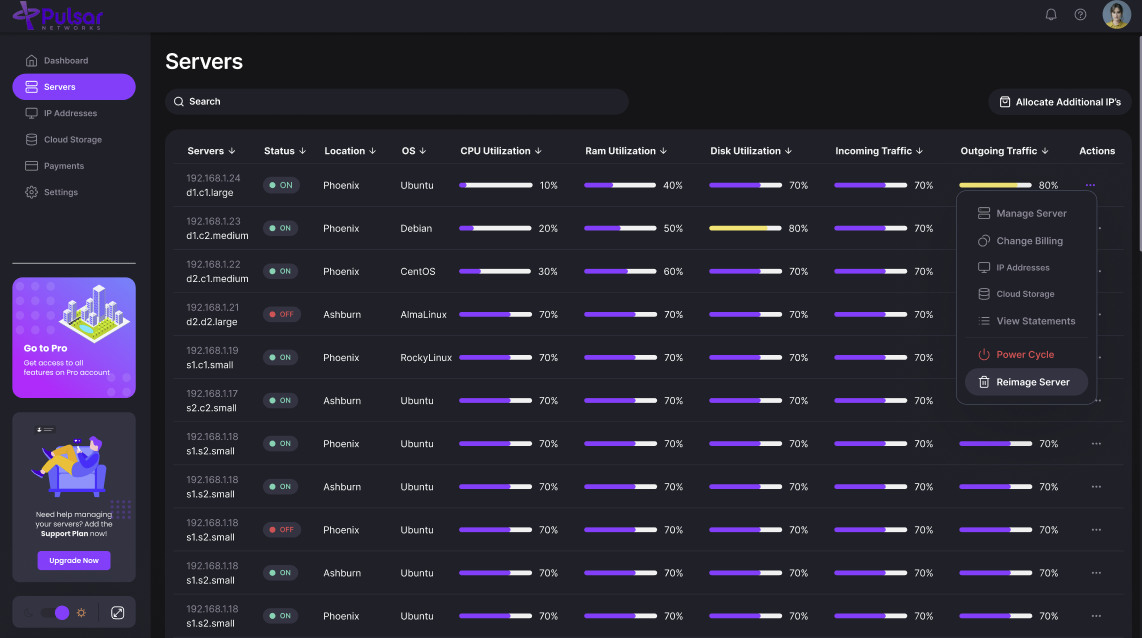 Pulsar
NETWORKS
Dashboard
Servers
IP Addresses
Cloud Storage
Payments
Settings
Go to Pro
Get access to all
features on Pro account
Need help managing
your servers? Add the
Support Plan now!
Upgrade Now
Servers
Search
Allocate Additional IP's
Servers Status Location OS CPU Utilization Ram Utilization Disk Utilization Incoming Traffic Outgoing Traffic Actions
192.168.1.24
d1.c1.large ON Phoenix Ubuntu 10% 40% 70% 70% 80%
192.168.1.23
d1.c2.medium ON Phoenix Debian 20% 50% 80% 70%
192.168.1.22
d2.c1.medium ON Phoenix CentOS 30% 60% 70% 70%
192.168.1.21
d2.d2.large OFF Ashburn AlmaLinux 70% 70% 70% 70%
192.168.1.19
s1.c1.small ON Phoenix RockyLinux 70% 70% 70% 70%
192.168.1.17
s2.c2.small ON Ashburn Ubuntu 70% 70% 70% 70%
192.168.1.18
s1.s2.small ON Phoenix Ubuntu 70% 70% 70% 70% 70%
192.168.1.18
s1.s2.small ON Ashburn Ubuntu 70% 70% 70% 70% 70%
192.168.1.18
s1.s2.small OFF Phoenix Ubuntu 70% 70% 70% 70% 70%
192.168.1.18
s1.s2.small ON Ashburn Ubuntu 70% 70% 70% 70% 70%
192.168.1.18
s1.s2.small ON Phoenix Ubuntu 70% 70% 70% 70% 70%
Manage Server
Change Billing
IP Addresses
Cloud Storage
View Statements
Power Cycle
Reimage Server